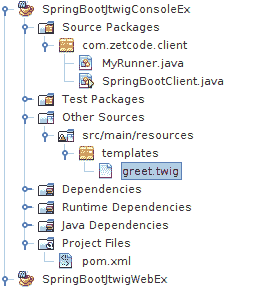 SpringBootJtwigConsoleEx
Source Packages
com.zetcode.client
MyRunner.java
SpringBootClient.java
Test Packages
Other Sources
src/main/resources
templates
greet.twig
Dependencies
Runtime Dependencies
Java Dependencies
Project Files
pom.xml
SpringBootJtwigWebEx